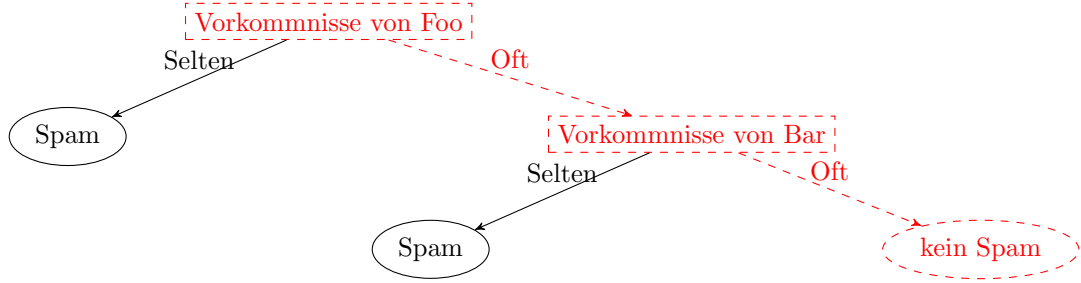 Vorkommnisse von Foo
Selten
Oft
Spam
Vorkommnisse von Bar
Selten
Oft
Spam
kein Spam